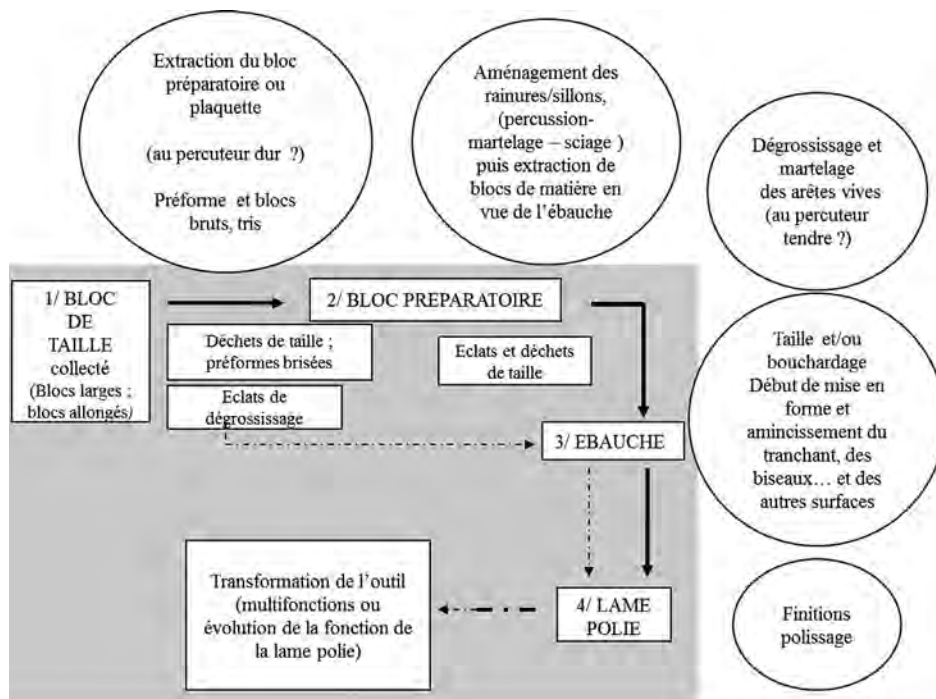 Extraction du bloc
préparatoire ou
plaquette
(au percuteur dur ?)
Préforme et blocs
bruts, tris
Aménagement des
rainures/sillons,
(percussion-
martelage – sciage )
puis extraction de
blocs de matière en
vue de l’ébauche
Dégrossissage et
martelage
des arêtes vives
(au percuteur
tendre ?)
1/ BLOC
DE
TAILLE
collecté
(Blocs larges ;
blocs allongés)
2/ BLOC PREPARATOIRE
Déchets de taille ;
préformes brisées
Eclats et déchets
de taille
Eclats de
dégrossissage
Taille et/ou
bouchardage
Début de mise en
forme et
amincissement du
tranchant, des
biseaux… et des
autres surfaces
3/ EBAUCHE
Transformation de l’outil
(multifonctions ou
évolution de la fonction de
la lame polie)
4/ LAME
POLIE
Finitions
polissage